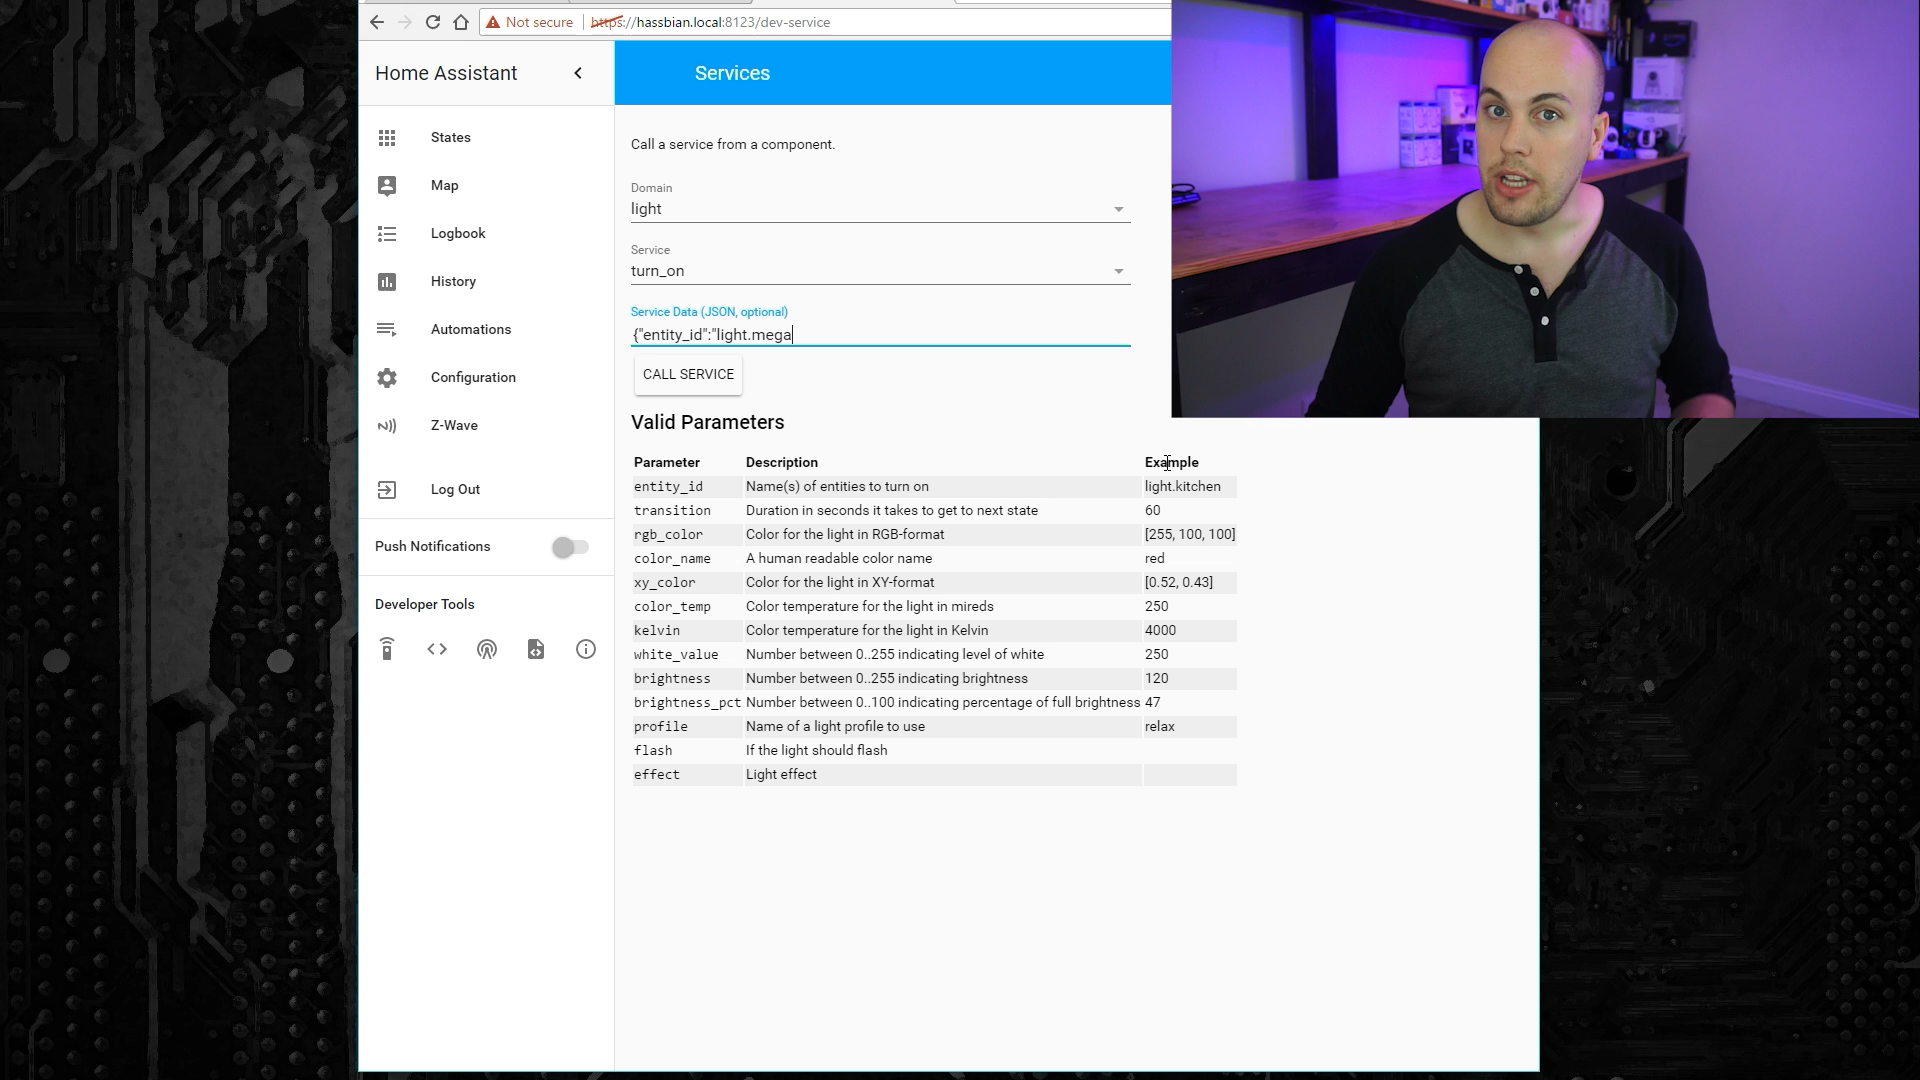 Not secure https://hassbian.local:8123/dev-service
Home Assistant
Services
States
Map
Logbook
History
Automations
Configuration
Z-Wave
Log Out
Push Notifications
Developer Tools
Call a service from a component.
Domain
light
Service
turn_on
Service Data (JSON, optional)
{"entity_id":"light.mega
CALL SERVICE
Valid Parameters
Parameter Description Example
entity_id Name(s) of entities to turn on light.kitchen
transition Duration in seconds it takes to get to next state 60
rgb_color Color for the light in RGB-format [255, 100, 100]
color_name A human readable color name red
xy_color Color for the light in XY-format [0.52, 0.43]
color_temp Color temperature for the light in mireds 250
kelvin Color temperature for the light in Kelvin 4000
white_value Number between 0..255 indicating level of white 250
brightness Number between 0..255 indicating brightness 120
brightness_pct Number between 0..100 indicating percentage of full brightness 47
profile Name of a light profile to use relax
flash If the light should flash
effect Light effect